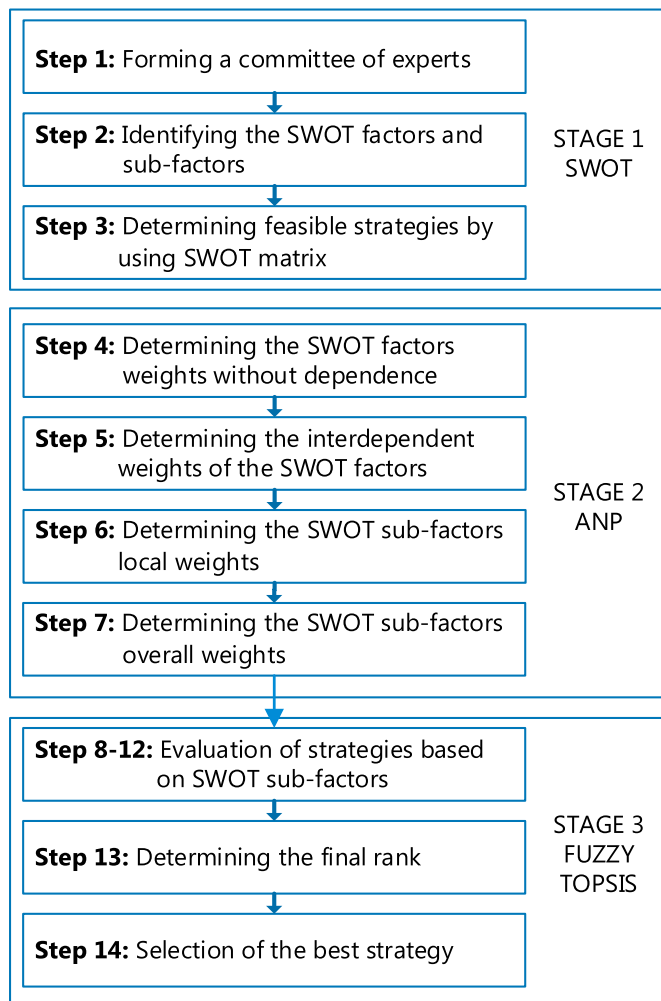 Step 1: Forming a committee of experts
Step 2: Identifying the SWOT factors and
sub-factors
Step 3: Determining feasible strategies by
using SWOT matrix
STAGE 1
SWOT
Step 4: Determining the SWOT factors
weights without dependence
Step 5: Determining the interdependent
weights of the SWOT factors
Step 6: Determining the SWOT sub-factors
local weights
Step 7: Determining the SWOT sub-factors
overall weights
STAGE 2
ANP
Step 8-12: Evaluation of strategies based
on SWOT sub-factors
Step 13: Determining the final rank
Step 14: Selection of the best strategy
STAGE 3
FUZZY
TOPSIS